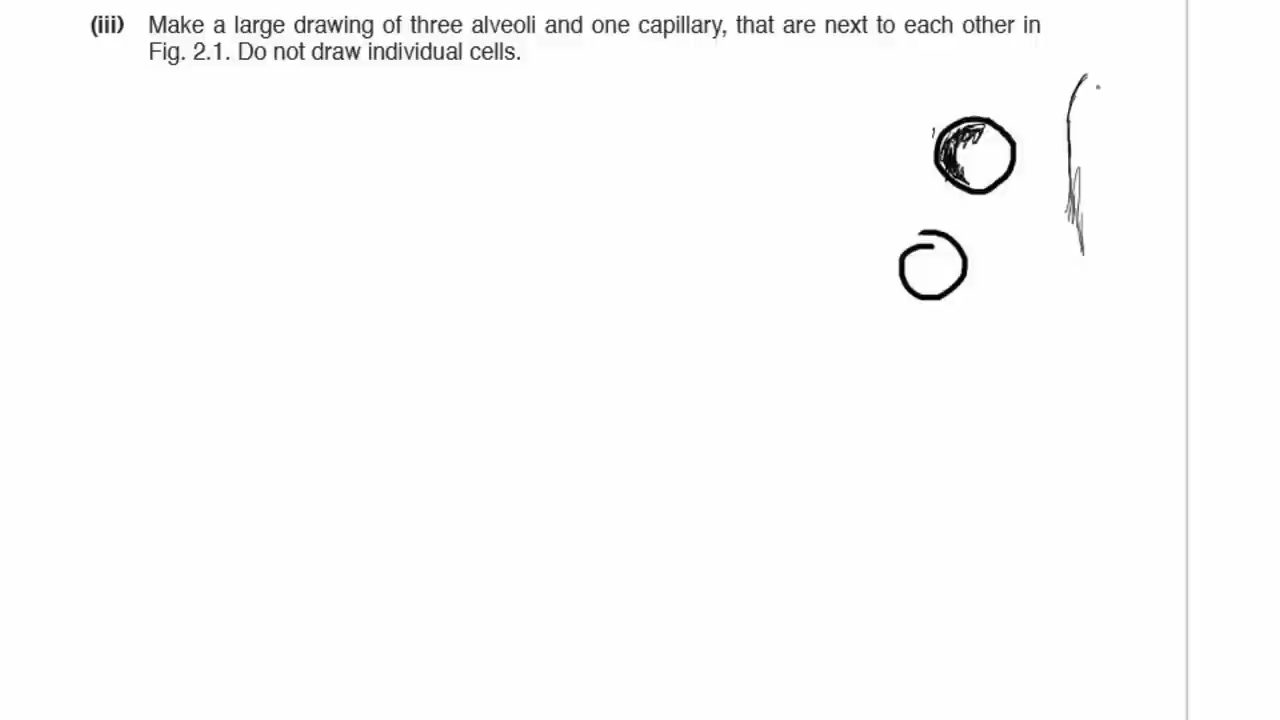 (iii) Make a large drawing of three alveoli and one capillary, that are next to each other in
Fig. 2.1. Do not draw individual cells.